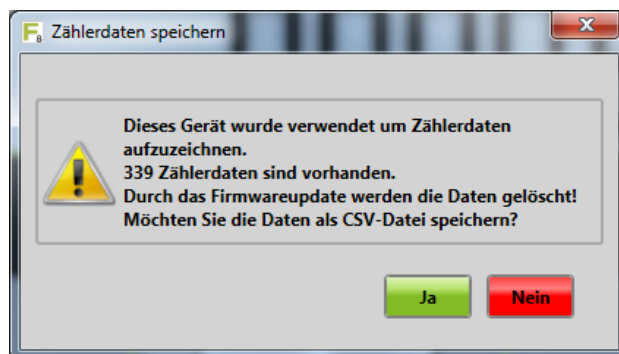 Zählerdaten speichern
Dieses Gerät wurde verwendet um Zählerdaten
aufzuzeichnen.
339 Zählerdaten sind vorhanden.
Durch das Firmwareupdate werden die Daten gelöscht!
Möchten Sie die Daten als CSV-Datei speichern?
Ja
Nein